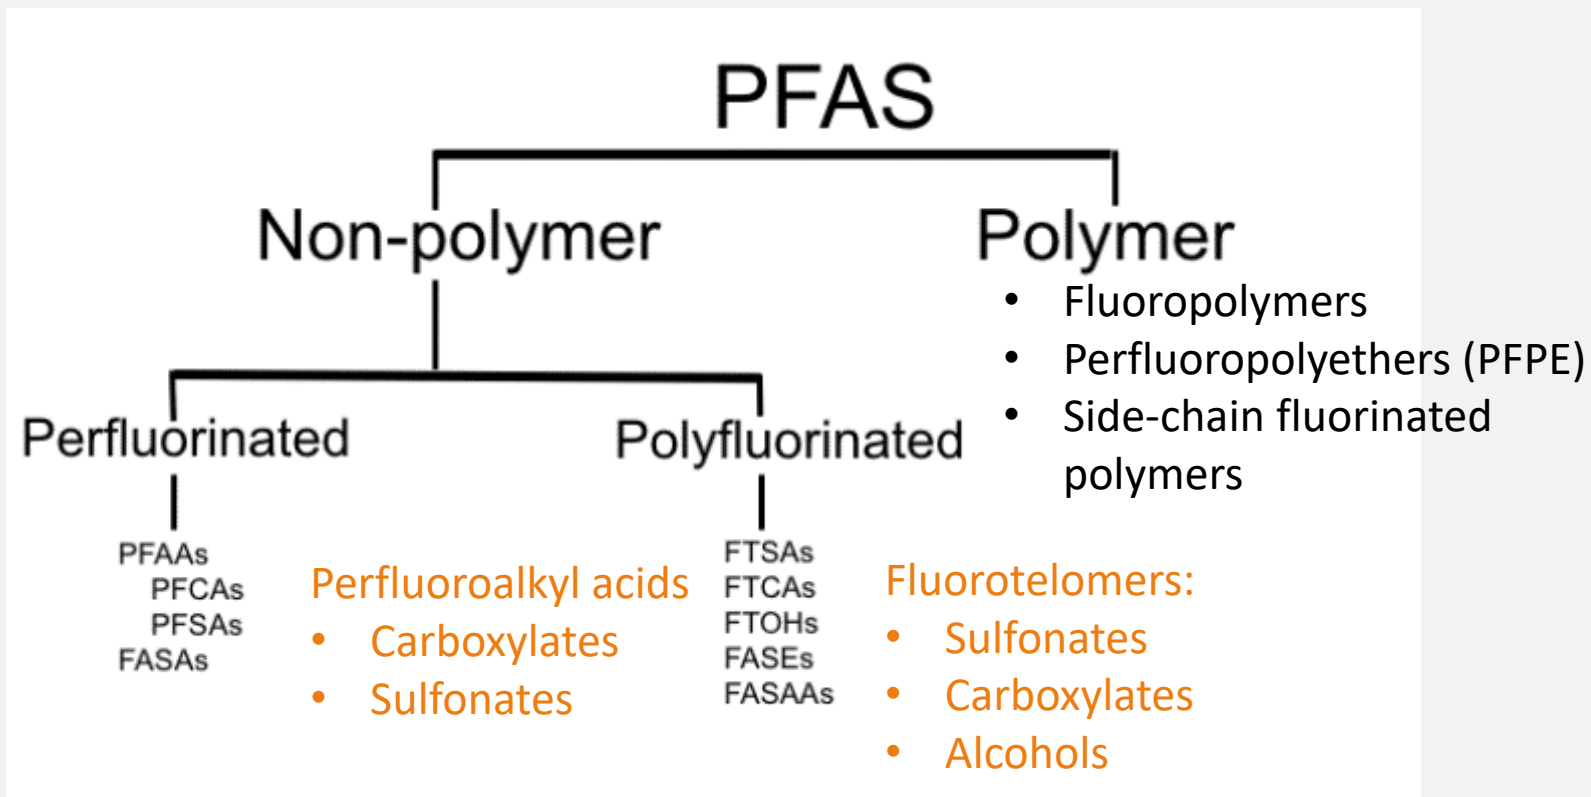 PFAS
Non-polymer
Polymer
• Fluoropolymers
• Perfluoropolyethers (PFPE)
• Side-chain fluorinated
polymers
Perfluorinated
Polyfluorinated
PFAAs
PFCAs
PFSAs
FASAs
Perfluoroalkyl acids
• Carboxylates
• Sulfonates
FTSAs
FTCAs
FTOHs
FASEs
FASAAs
Fluorotelomers:
• Sulfonates
• Carboxylates
• Alcohols